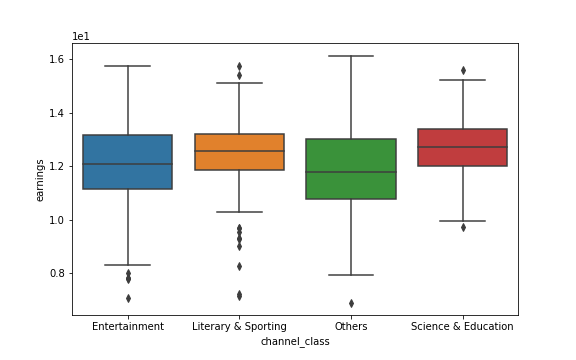 1e1
1.6
1.4
1.2
1.0
0.8
earnings
Entertainment
Literary & Sporting
Others
Science & Education
channel_class